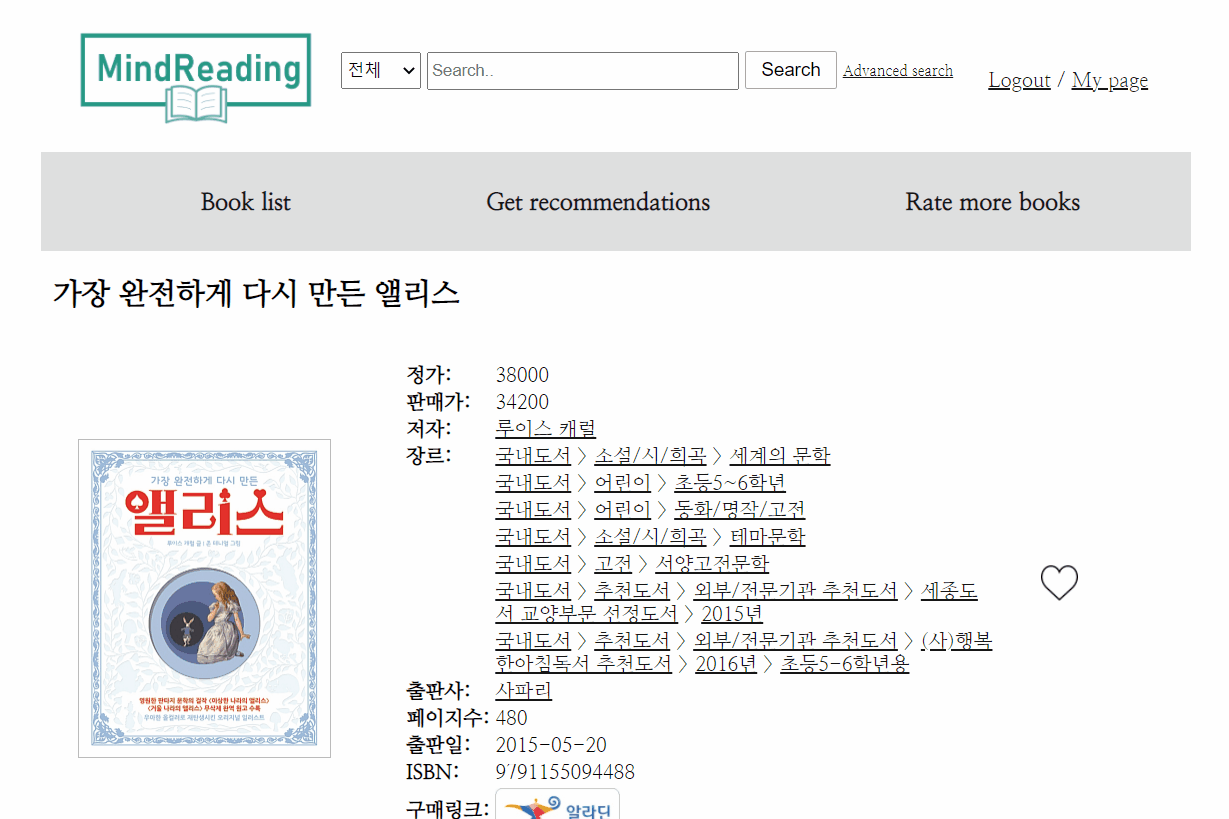 MindReading
전체
Search..
Search
Advanced search
Logout / My page
Book list
Get recommendations
Rate more books
가장 완전하게 다시 만든 앨리스
정가: 38000
판매가: 34200
저자: 루이스 캐럴
장르: 국내도서 > 소설/시/희곡 > 세계의 문학
국내도서 > 어린이 > 초등5~6학년
국내도서 > 어린이 > 동화/명작/고전
국내도서 > 소설/시/희곡 > 테마문학
국내도서 > 고전 > 서양고전문학
국내도서 > 추천도서 > 외부/전문기관 추천도서 > 세종도
서 교양부문 선정도서 > 2015년
국내도서 > 추천도서 > 외부/전문기관 추천도서 > (사)행복
한아침독서 추천도서 > 2016년 > 초등5-6학년용
출판사: 사파리
페이지수: 480
출판일: 2015-05-20
ISBN: 9791155094488
구매링크: 알라딘
가장 완전하게 다시 만든
앨리스
루이스 캐럴 글 | 존 테니얼 그림
영원한 판타지 문학의 걸작 <이상한 나라의 앨리스>
<거울 나라의 앨리스> 무삭제 완역 원고 수록
우아한 올컬러로 재탄생시킨 오리지널 일러스트